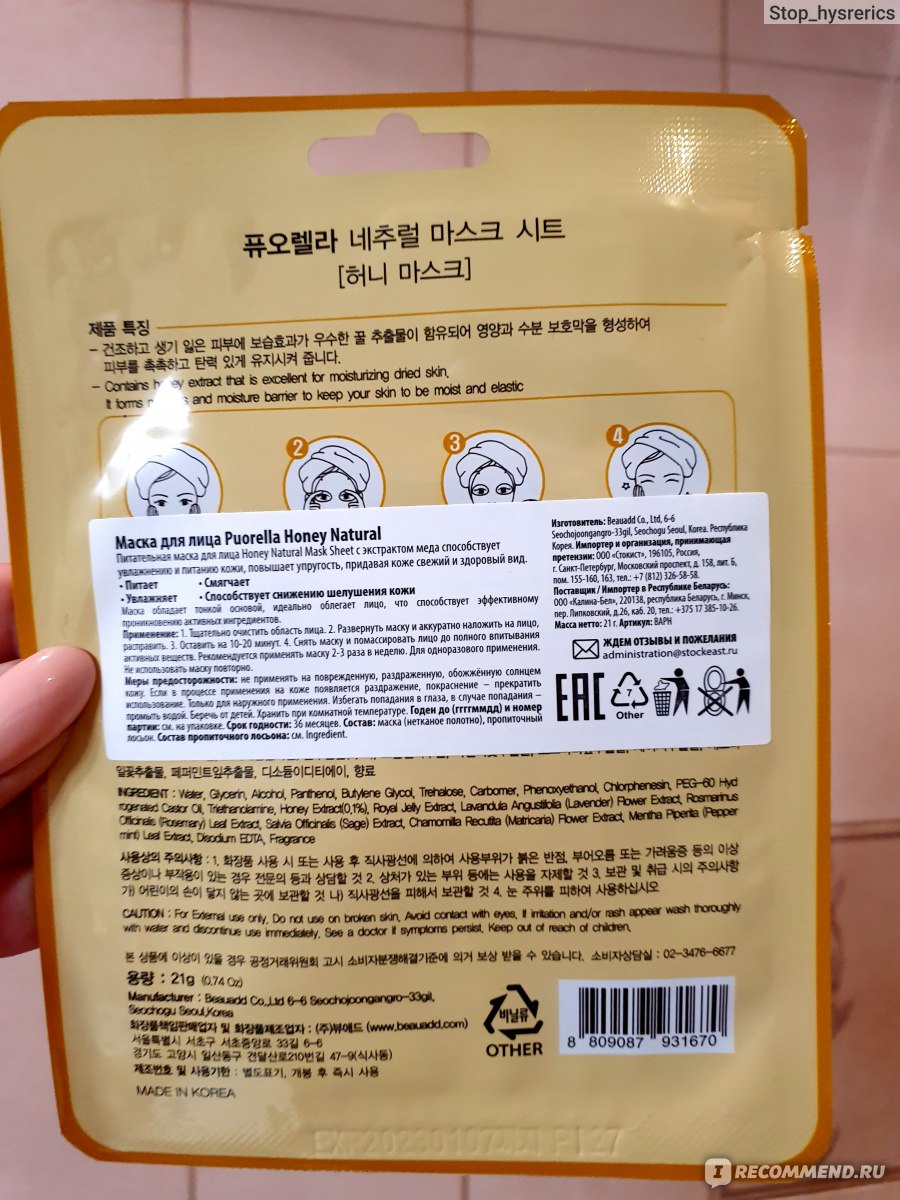 Stop_hysrerics
퓨오렐라 네추럴 마스크 시트
[허니 마스크]
제품 특징
- 건조하고 생기 잃은 피부에 보습효과가 우수한 꿀 추출물이 함유되어 영양과 수분 보호막을 형성하여
피부를 촉촉하고 탄력 있게 유지시켜 줍니다.
- Contains honey extract that is excellent for moisturizing dried skin.
It forms and moisture barrier to keep your skin to be moist and elastic
2
3
4
Маска для лица Puorella Honey Natural
Питательная маска для лица Honey Natural Mask Sheet с экстрактом меда способствует
увлажнению и питанию кожи, повышает упругость, придавая коже свежий и здоровый вид.
• Питает • Смягчает
• Увлажняет • Способствует снижению шелушения кожи
Маска обладает тонкой основой, идеально облегает лицо, что способствует эффективному
проникновению активных ингредиентов.
Применение: 1. Тщательно очистить область лица. 2. Развернуть маску и аккуратно наложить на лицо,
расправить. 3. Оставить на 10-20 минут. 4. Снять маску и помассировать лицо до полного впитывания
активных веществ. Рекомендуется применять маску 2-3 раза в неделю. Для одноразового применения.
Не использовать маску повторно.
Меры предосторожности: не применять на поврежденную, раздраженную, обожжённую солнцем
кожу. Если в процессе применения на коже появляется раздражение, покраснение – прекратить
использование. Только для наружного применения. Избегать попадания в глаза, в случае попадания –
промыть водой. Беречь от детей. Хранить при комнатной температуре. Годен до (ггггммдд) и номер
партии: см. на упаковке. Срок годности: 36 месяцев. Состав: маска (нетканое полотно), пропиточный
лосьон. Состав пропиточного лосьона: см. Ingredient.
Изготовитель: Beauadd Co., Ltd, 6-6
Seochojoongangro-33gil, Seochogu Seoul, Korea. Республика
Корея. Импортер и организация, принимающая
претензии: ООО «Стокист», 196105, Россия,
г. Санкт-Петербург, Московский проспект, д. 158, лит. Б,
пом. 155-160, 163, тел.: +7 (812) 326-58-58.
Поставщик / Импортер в Республике Беларусь:
ООО «Калина-Бел», 220138, республика Беларусь, г. Минск,
пер. Липковский, д.26, каб. 20, тел.: +375 17 385-10-26.
Масса нетто: 21 г. Артикул: BAPH
ЖДЕМ ОТЗЫВЫ И ПОЖЕЛАНИЯ
administration@stockeast.ru
EAC
7
Other
일꽃추출물, 페퍼민트잎추출물, 디소듐이디티에이, 향료
INGREDIENT : Water, Glycerin, Alcohol, Panthenol, Butylene Glycol, Trehalose, Carbomer, Phenoxyethanol, Chlorphenesin, PEG-60 Hyd
rogenated Castor Oil, Triethanolamine, Honey Extract(0.1%), Royal Jelly Extract, Lavandula Angustifolia (Lavender) Flower Extract, Rosmarinus
Officinalis (Rosemary) Leaf Extract, Salvia Officinalis (Sage) Extract, Chamomilla Recutita (Matricaria) Flower Extract, Mentha Piperita (Pepper
mint) Leaf Extract, Disodium EDTA, Fragrance
사용상의 주의사항 : 1. 화장품 사용 시 또는 사용 후 직사광선에 의하여 사용부위가 붉은 반점, 부어오름 또는 가려움증 등의 이상
증상이나 부작용이 있는 경우 전문의 등과 상담할 것 2. 상처가 있는 부위 등에는 사용을 자제할 것 3. 보관 및 취급 시의 주의사항
가) 어린이의 손이 닿지 않는 곳에 보관할 것 나) 직사광선을 피해서 보관할 것 4. 눈 주위를 피하여 사용하십시오
CAUTION : For External use only. Do not use on broken skin. Avoid contact with eyes. If irritation and/or rash appear wash thoroughly
with water and discontinue use immediately. See a doctor if symptoms persist. Keep out of reach of children.
본 상품에 이상이 있을 경우 공정거래위원회 고시 소비자분쟁해결기준에 의거 보상 받을 수 있습니다. 소비자상담실 : 02-3476-6677
용량 : 21g (0.74 Oz)
Manufacturer : Beauadd Co.,Ltd 6-6 Seochojoongangro-33gil,
Seochogu Seoul,Korea
화장품책임판매업자 및 화장품제조업자 : (주)뷰애드 (www.beauadd.com)
서울특별시 서초구 서초중앙로 33길 6-6
경기도 고양시 일산동구 견달산로210번길 47-9(식사동)
제조번호 및 사용기한 : 별도표기, 개봉 후 즉시 사용
MADE IN KOREA
비닐류
OTHER
8 809087 931670
IRECOMMEND.RU